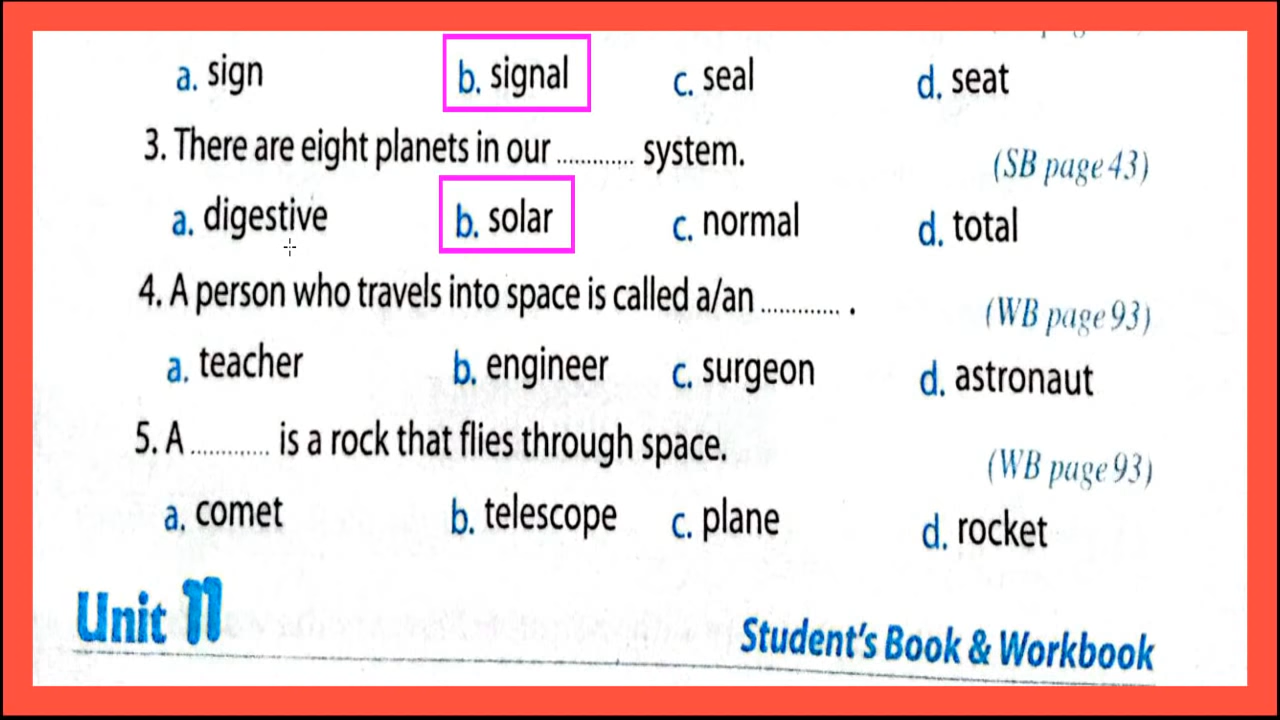 a. sign b. signal c. seal d. seat
3. There are eight planets in our ............ system. (SB page 43)
a. digestive b. solar c. normal d. total
4. A person who travels into space is called a/an ............ . (WB page 93)
a. teacher b. engineer c. surgeon d. astronaut
5. A ............ is a rock that flies through space. (WB page 93)
a. comet b. telescope c. plane d. rocket
Unit 11
Student's Book & Workbook